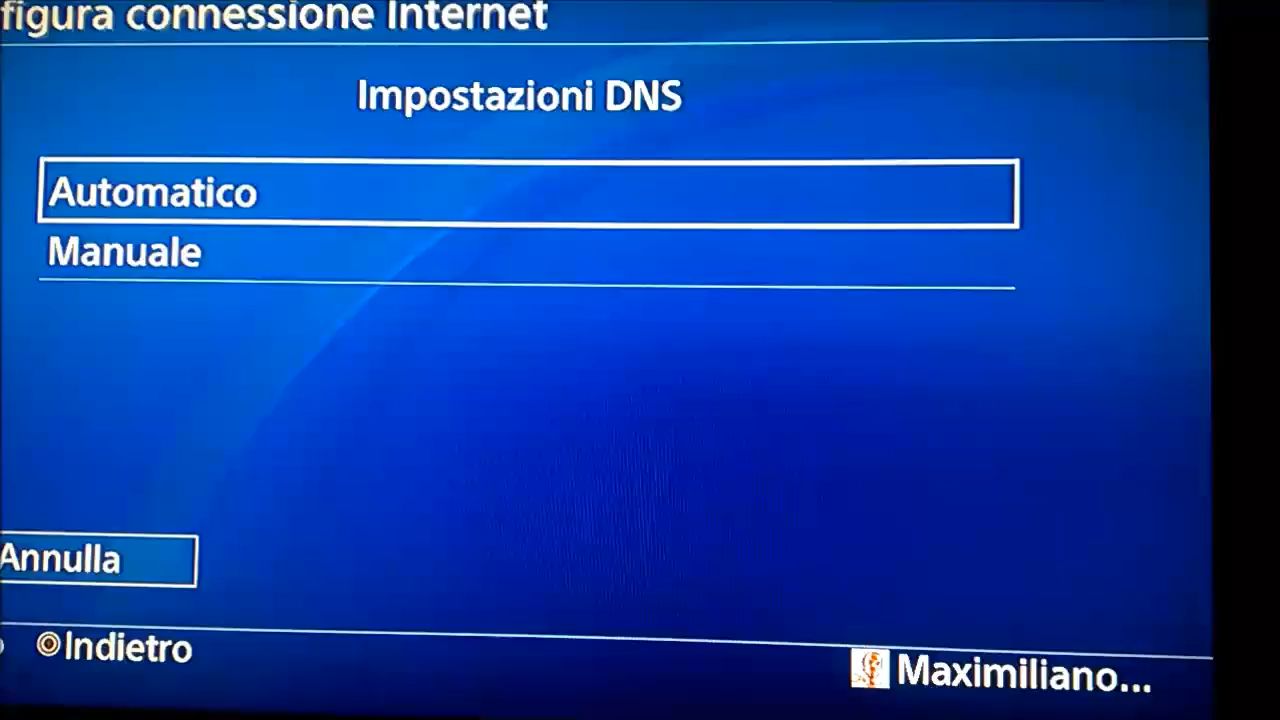 figura connessione Internet
Impostazioni DNS
Automatico
Manuale
Annulla
Indietro
Maximiliano...